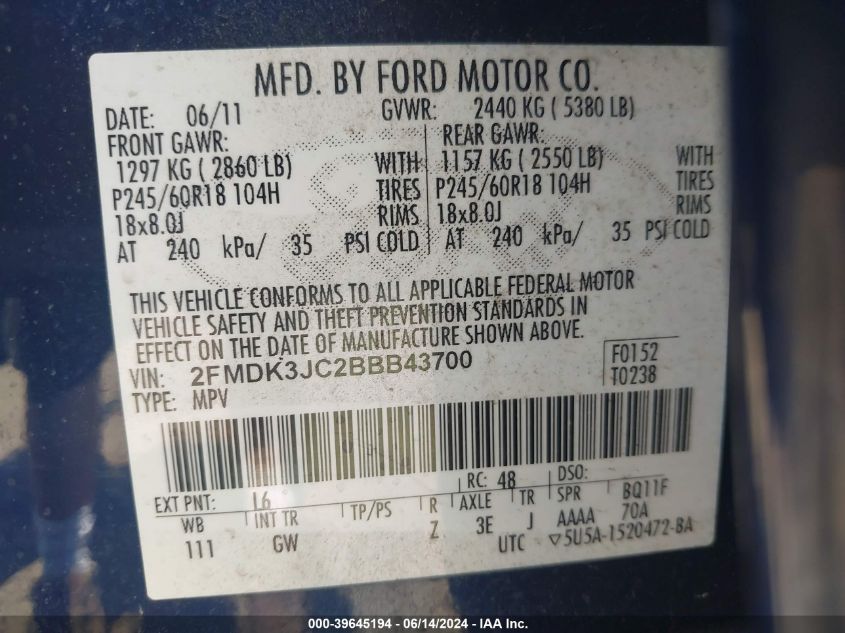 MFD. BY FORD MOTOR CO.
DATE: 06/11 GVWR: 2440 KG ( 5380 LB)
FRONT GAWR: REAR GAWR:
1297 KG ( 2860 LB) WITH 1157 KG ( 2550 LB) WITH
P245/60R18 104H TIRES P245/60R18 104H TIRES
18x8.0J RIMS 18x8.0J RIMS
AT 240 kPa/ 35 PSI COLD AT 240 kPa/ 35 PSI COLD
THIS VEHICLE CONFORMS TO ALL APPLICABLE FEDERAL MOTOR
VEHICLE SAFETY AND THEFT PREVENTION STANDARDS IN
EFFECT ON THE DATE OF MANUFACTURE SHOWN ABOVE.
VIN: 2FMDK3JC2BBB43700 F0152
TYPE: MPV T0238
EXT PNT: L6 RC: 48 DSO:
WB INT TR TP/PS R AXLE TR SPR BQ11F
111 GW Z 3E J AAAA 70A
UTC ▽5U5A-1520472-BA
000-39645194 - 06/14/2024 - IAA Inc.